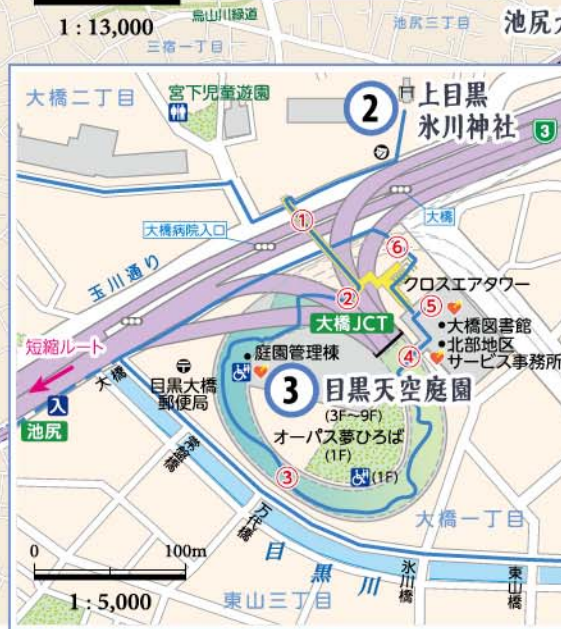 烏山川緑道
1 : 13,000
三宿一丁目
池尻三丁目
大橋二丁目
宮下児童遊園
2
上目黒
氷川神社
3
大橋病院入口
①
大橋
⑥
玉川通り
クロスエアタワー
②
⑤
大橋JCT
大橋図書館
北部地区
サービス事務所
④
短縮ルート
大橋
目黒大橋
郵便局
庭園管理棟
3
目黒天空庭園
(3F~9F)
オーパス夢ひろば
(1F)
入
池尻
常盤橋
③
(1F)
万代橋
大橋一丁目
0 100m
目黒川
氷川橋
東山橋
1 : 5,000
東山三丁目